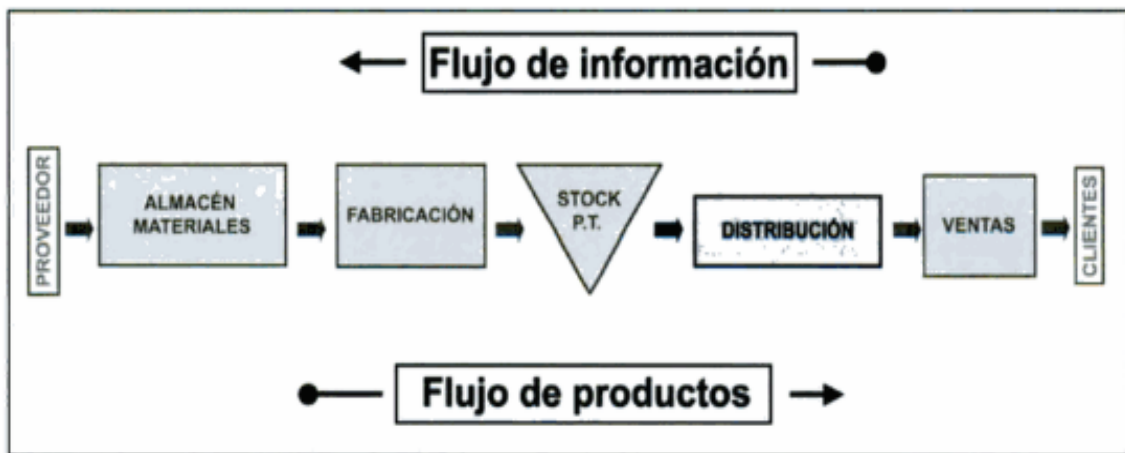 Flujo de información
PROVEEDOR
ALMACÉN
MATERIALES
FABRICACIÓN
STOCK
P.T.
DISTRIBUCIÓN
VENTAS
CLIENTES
Flujo de productos